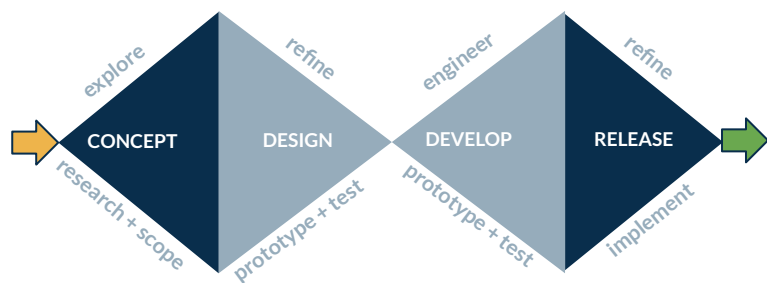 explore
refine
engineer
refine
CONCEPT
DESIGN
DEVELOP
RELEASE
research + scope
prototype + test
prototype + test
implement